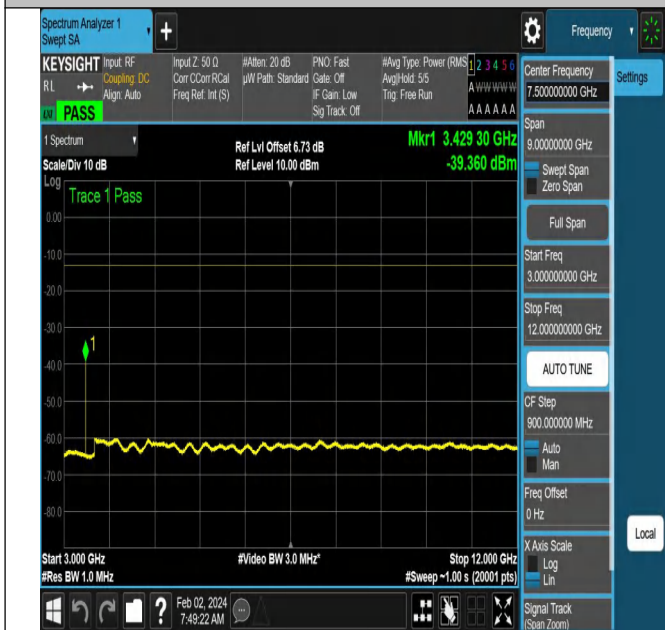 Spectrum Analyzer 1
Swept SA
+
Frequency
KEYSIGHT
RL
PASS
Input: RF
Coupling: DC
Align: Auto
Input Z: 50 Ω
Corr CCorr RCal
Freq Ref: Int (S)
#Atten: 20 dB
µW Path: Standard
PNO: Fast
Gate: Off
IF Gain: Low
Sig Track: Off
#Avg Type: Power (RMS
Avg|Hold: 5/5
Trig: Free Run
1 2 3 4 5 6
A W W W W W
A A A A A A
1 Spectrum
Scale/Div 10 dB
Ref Lvl Offset 6.73 dB
Ref Level 10.00 dBm
Mkr1 3.429 30 GHz
-39.360 dBm
Log
Trace 1 Pass
0.00
-10.0
-20.0
-30.0
1
-40.0
-50.0
-60.0
-70.0
-80.0
Start 3.000 GHz
#Res BW 1.0 MHz
#Video BW 3.0 MHz*
Stop 12.000 GHz
#Sweep ~1.00 s (20001 pts)
?
Feb 02, 2024
7:49:22 AM
Center Frequency
7.500000000 GHz
Settings
Span
9.00000000 GHz
Swept Span
Zero Span
Full Span
Start Freq
3.000000000 GHz
Stop Freq
12.000000000 GHz
AUTO TUNE
CF Step
900.000000 MHz
Auto
Man
Freq Offset
0 Hz
Local
X Axis Scale
Log
Lin
Signal Track
(Span Zoom)